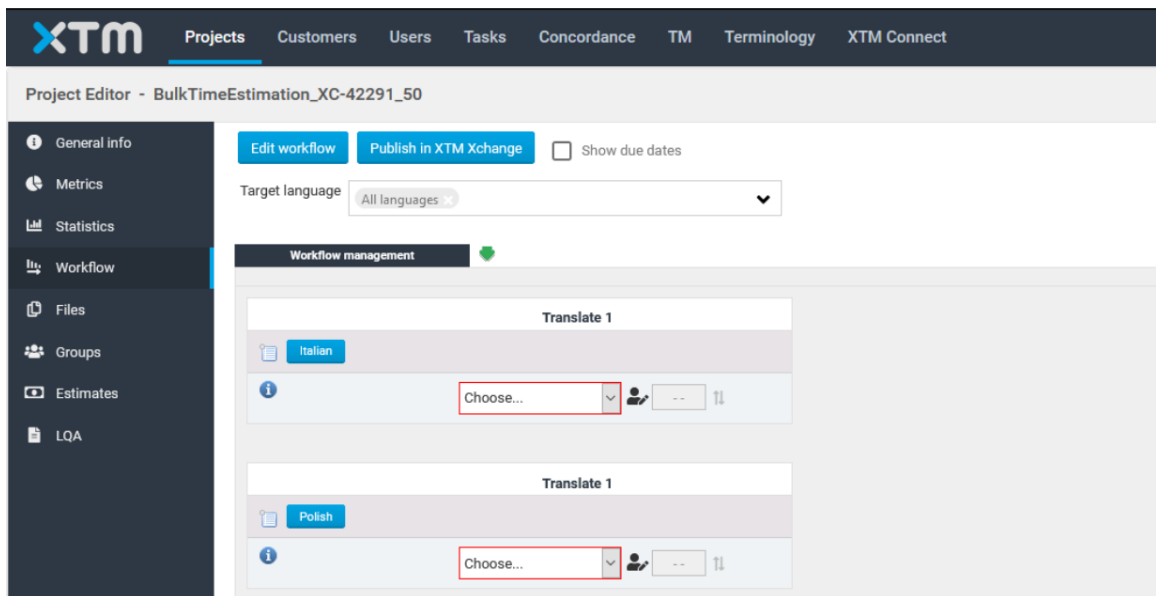 XTM Projects Customers Users Tasks Concordance TM Terminology XTM Connect
Project Editor - BulkTimeEstimation_XC-42291_50
General info
Metrics
Statistics
Workflow
Files
Groups
Estimates
LQA
Edit workflow Publish in XTM Xchange Show due dates
Target language All languages ×
Workflow management
Translate 1
Italian
Choose... --
Translate 1
Polish
Choose... --